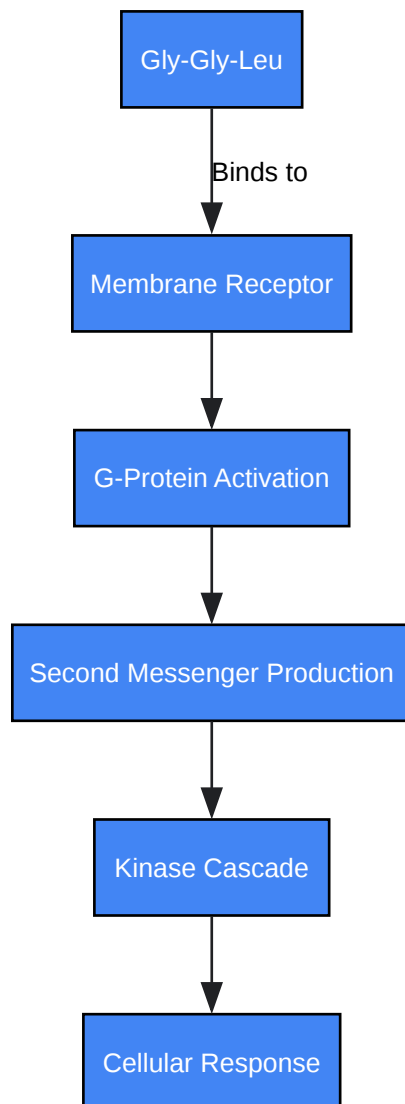 Gly-Gly-Leu
Binds to
Membrane Receptor
G-Protein Activation
Second Messenger Production
Kinase Cascade
Cellular Response